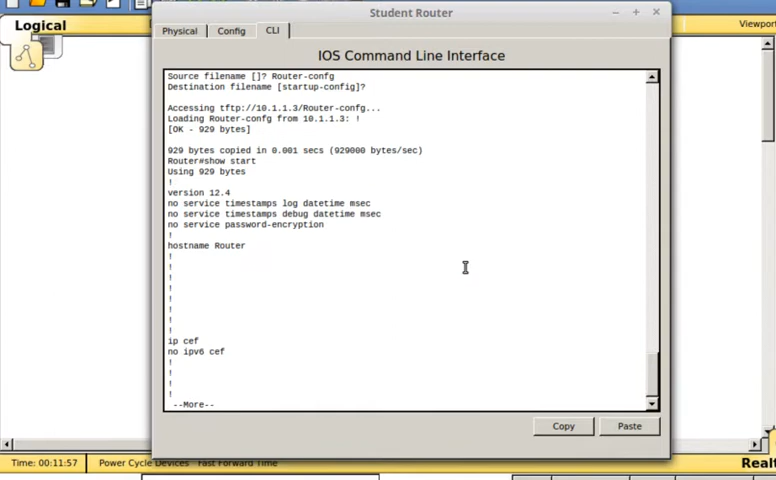 Student Router
Logical
Viewport
Physical
Config
CLI
IOS Command Line Interface
Source filename []? Router-confg
Destination filename [startup-config]?
Accessing tftp://10.1.1.3/Router-confg...
Loading Router-confg from 10.1.1.3: !
[OK - 929 bytes]
929 bytes copied in 0.001 secs (929000 bytes/sec)
Router#show start
Using 929 bytes
!
version 12.4
no service timestamps log datetime msec
no service timestamps debug datetime msec
no service password-encryption
!
hostname Router
!
!
!
!
!
!
!
!
ip cef
no ipv6 cef
!
!
!
!
--More--
Copy
Paste
Time: 00:11:57
Power Cycle Devices
Fast Forward Time
Realt